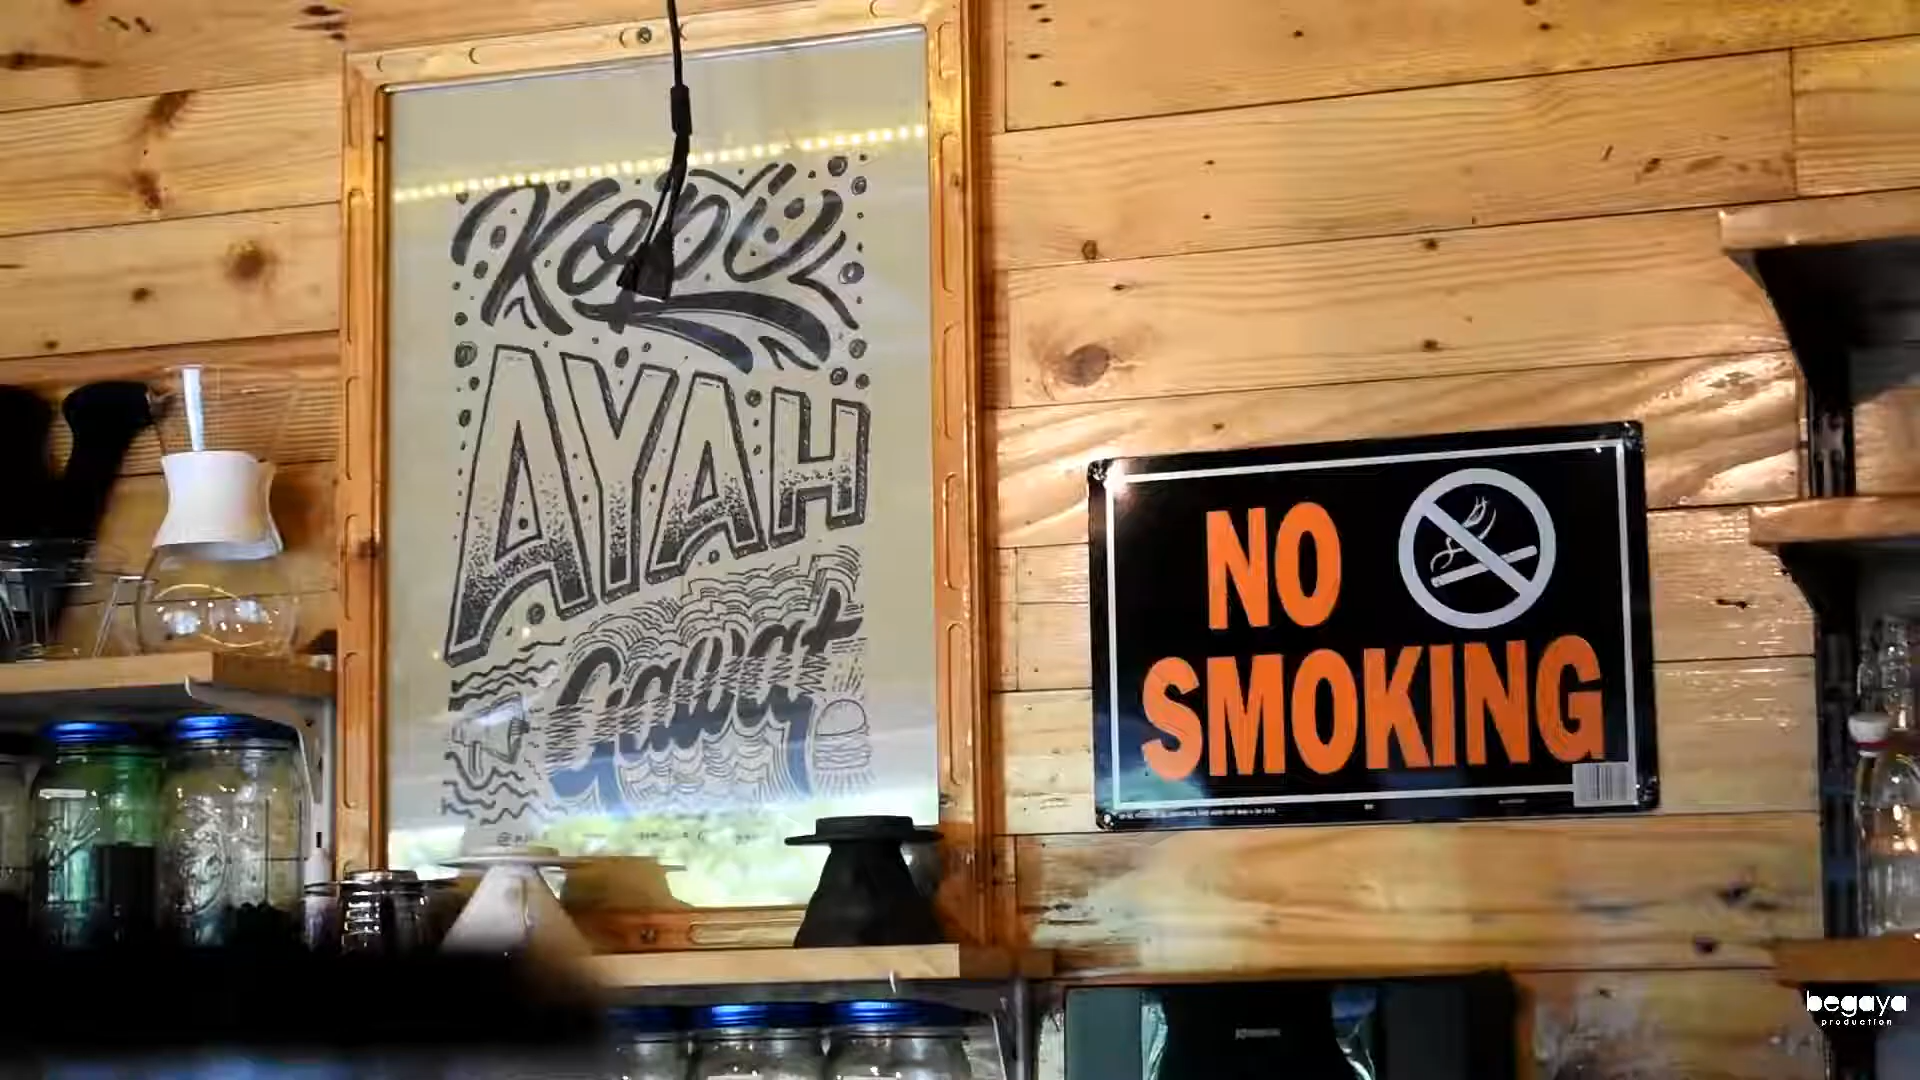 Kopi
AYAH
Gawat
NO
SMOKING
begaya
production